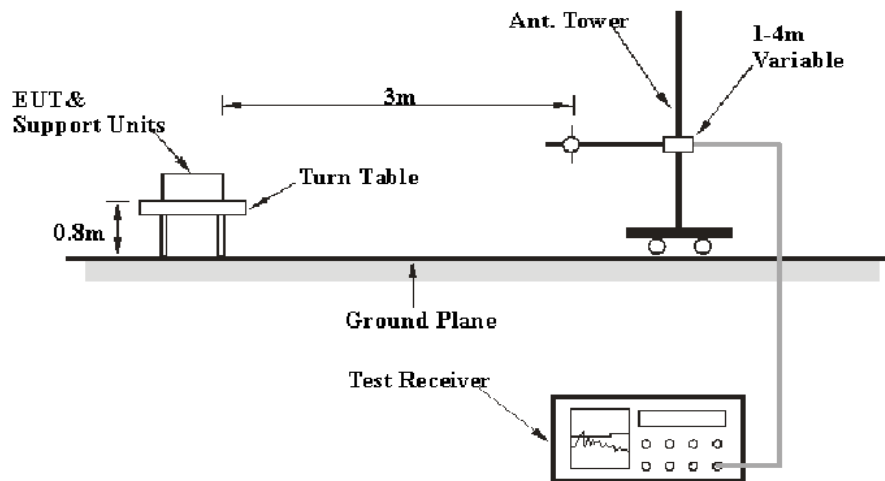 Ant. Tower
1-4m
Variable
3m
EUT&
Support Units
Turn Table
0.8m
Ground Plane
Test Receiver